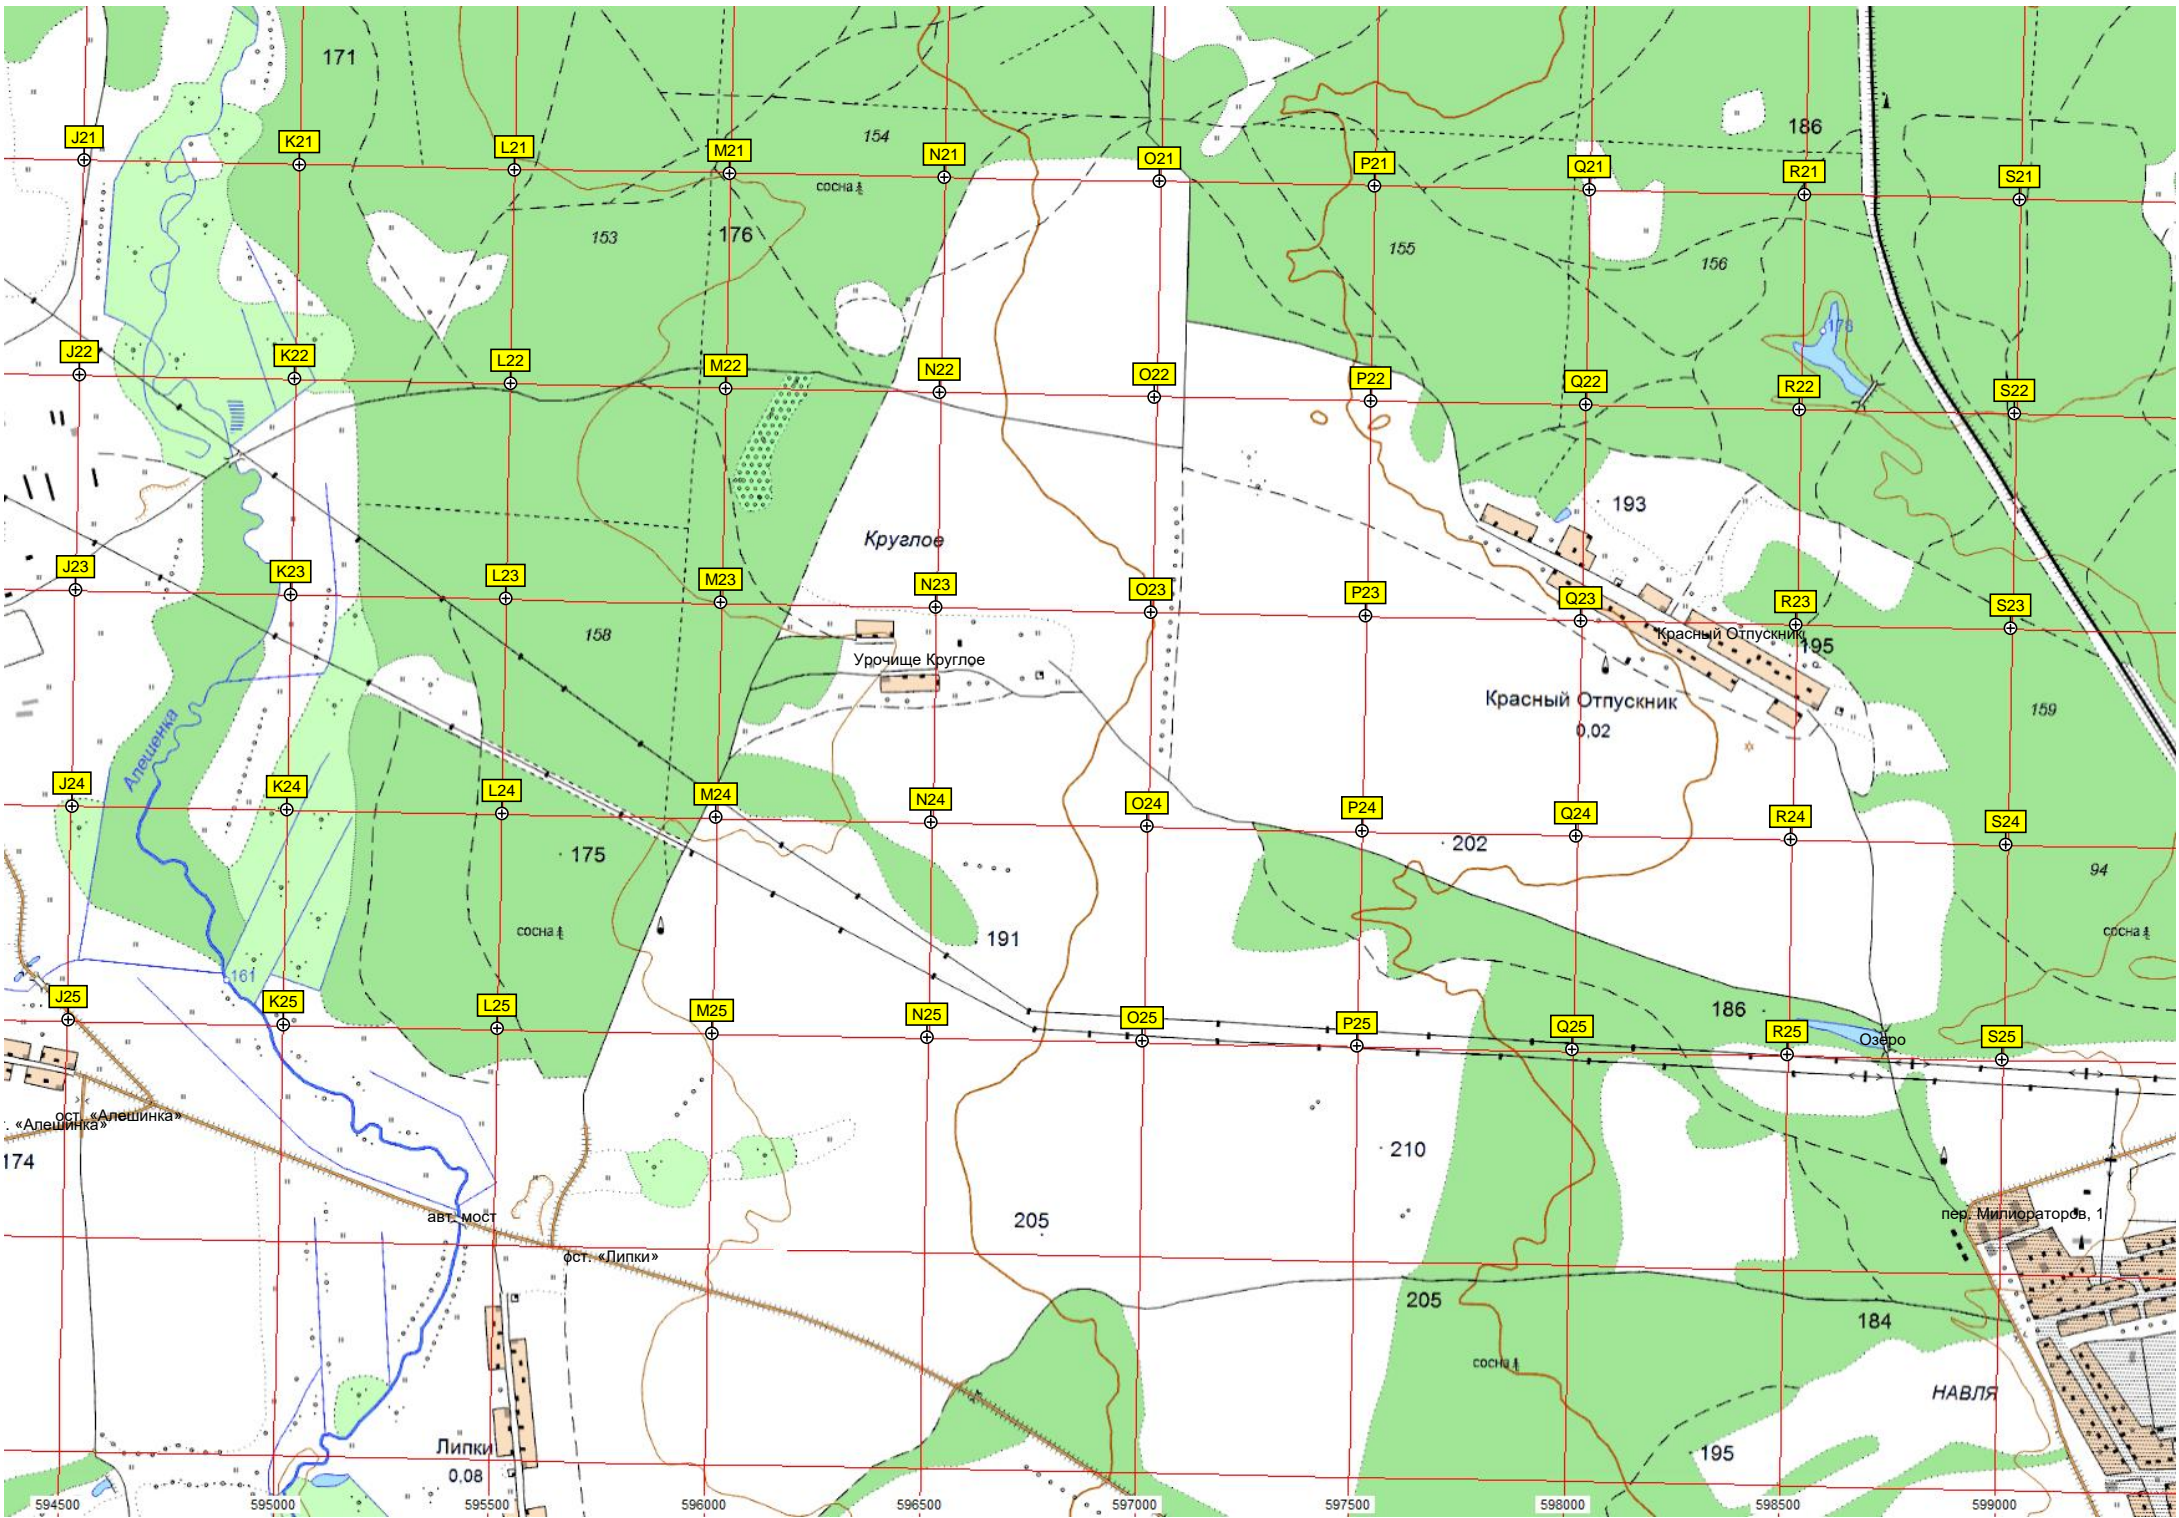 171
186
154
J21
K21
L21
M21
N21
O21
P21
Q21
R21
S21
сосна
153
176
155
156
178
J22
K22
L22
M22
N22
O22
P22
Q22
R22
S22
193
Круглое
J23
K23
L23
M23
N23
O23
P23
Q23
R23
S23
158
Красный Отпускник
195
Урочище Круглое
Красный Отпускник
0,02
159
Алешенка
J24
K24
L24
M24
N24
O24
P24
Q24
R24
S24
175
202
94
сосна
191
сосна
161
J25
K25
L25
M25
N25
O25
P25
Q25
R25
S25
186
Озеро
ост. «Алешинка»
. «Алешинка»
174
210
авт. мост
205
пер. Милиораторов, 1
ост. «Липки»
205
184
сосна
НАВЛЯ
Липки
0,08
195
594500
595000
595500
596000
596500
597000
597500
598000
598500
599000